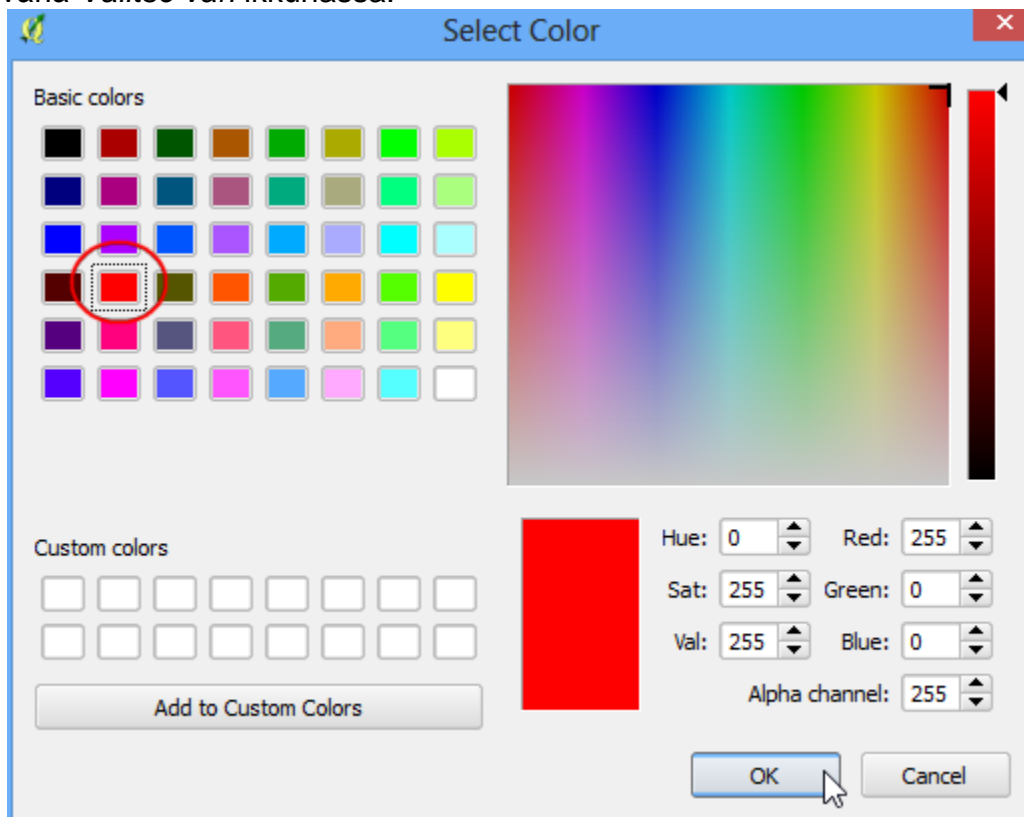 Select Color
Basic colors
Custom colors
Add to Custom Colors
Hue: 0 Red: 255
Sat: 255 Green: 0
Val: 255 Blue: 0
Alpha channel: 255
OK Cancel